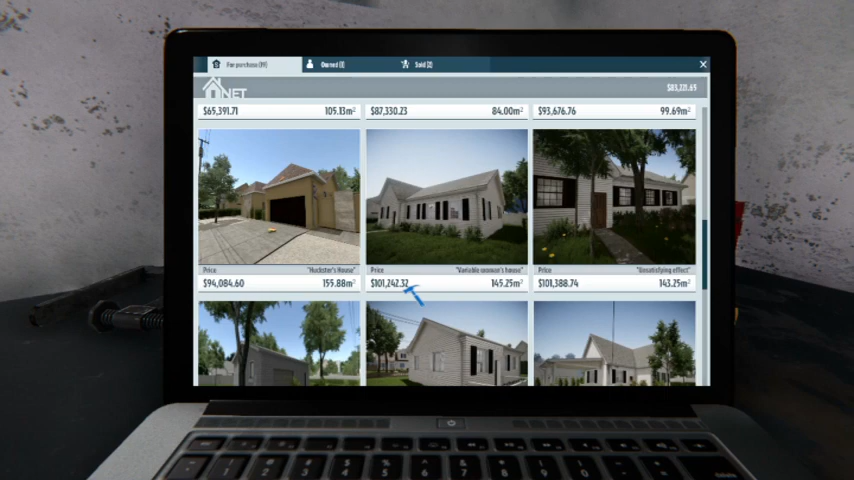 For purchase (19)
Owned (1)
Sold (2)
NET
$83,221.69
$65,391.71
105.13m²
$87,330.23
84.00m²
$93,676.76
99.69m²
Price
"Huckster's House"
Price
"Variable spouse's house"
Price
"Unsatisfying effect"
$94,084.60
155.88m²
$101,242.32
145.25m²
$101,388.74
143.25m²